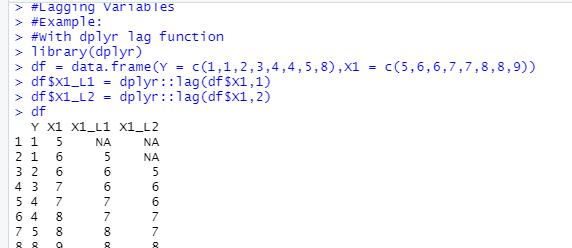 > #Lagging Variables
> #Example:
> #with dplyr lag function
> library(dplyr)
> df = data.frame(Y = c(1,1,2,3,4,4,5,8),X1 = c(5,6,6,7,7,8,8,9))
> df$X1_L1 = dplyr::lag(df$X1,1)
> df$X1_L2 = dplyr::lag(df$X1,2)
> df
  Y X1 X1_L1 X1_L2
1 1 5 NA NA
2 1 6 5 NA
3 2 6 6 5
4 3 7 6 6
5 4 7 7 6
6 4 8 7 7
7 5 8 8 7
8 8 9 8 8